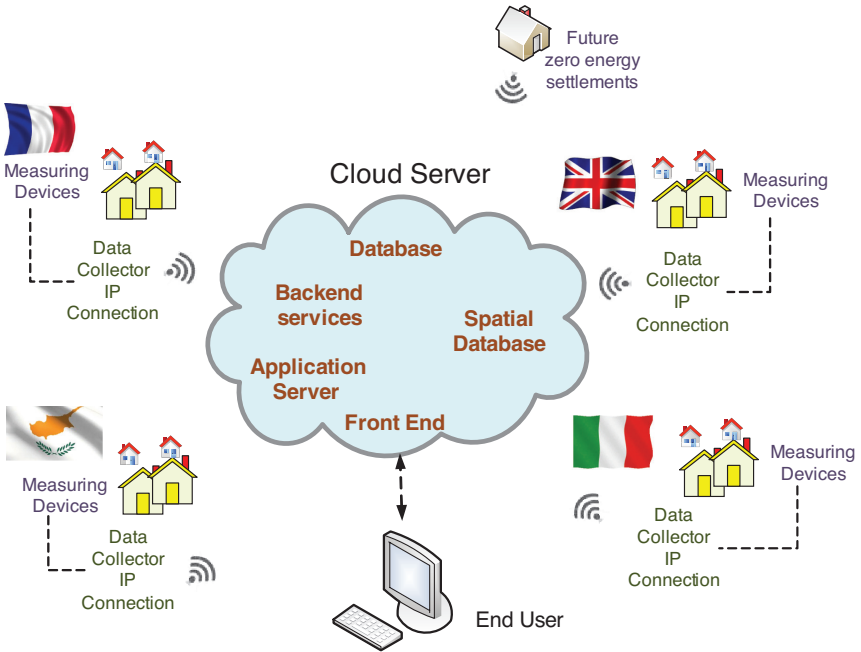 Future
zero energy
settlements
Measuring
Devices
Data
Collector
IP
Connection
Cloud Server
Database
Backend
services
Spatial
Database
Application
Server
Front End
Measuring
Devices
Data
Collector
IP
Connection
Measuring
Devices
Data
Collector
IP
Connection
Measuring
Devices
Data
Collector
IP
Connection
End User